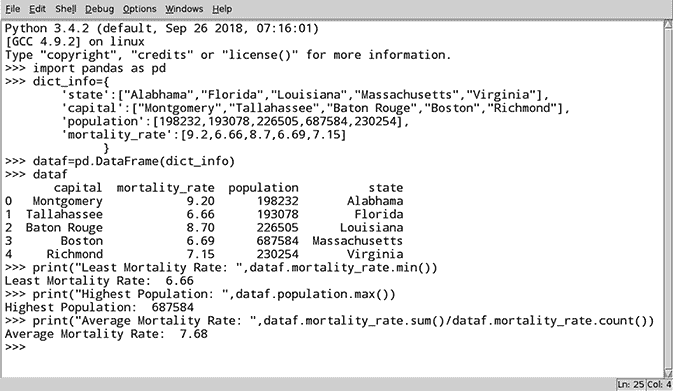 File Edit Shell Debug Options Windows Help
Python 3.4.2 (default, Sep 26 2018, 07:16:01)
[GCC 4.9.2] on linux
Type "copyright", "credits" or "license()" for more information.
>>> import pandas as pd
>>> dict_info={
        'state':["Alabhama","Florida","Louisiana","Massachusetts","Virginia"],
        'capital':["Montgomery","Tallahassee","Baton Rouge","Boston","Richmond"],
        'population':[198232,193078,226505,687584,230254],
        'mortality_rate':[9.2,6.66,8.7,6.69,7.15]
              }
>>> dataf=pd.DataFrame(dict_info)
>>> dataf
       capital  mortality_rate  population          state
0   Montgomery            9.20      198232       Alabhama
1  Tallahassee            6.66      193078        Florida
2  Baton Rouge            8.70      226505      Louisiana
3       Boston            6.69      687584  Massachusetts
4     Richmond            7.15      230254       Virginia
>>> print("Least Mortality Rate: ",dataf.mortality_rate.min())
Least Mortality Rate:  6.66
>>> print("Highest Population: ",dataf.population.max())
Highest Population:  687584
>>> print("Average Mortality Rate: ",dataf.mortality_rate.sum()/dataf.mortality_rate.count())
Average Mortality Rate:  7.68
>>>
Ln: 25 Col: 4